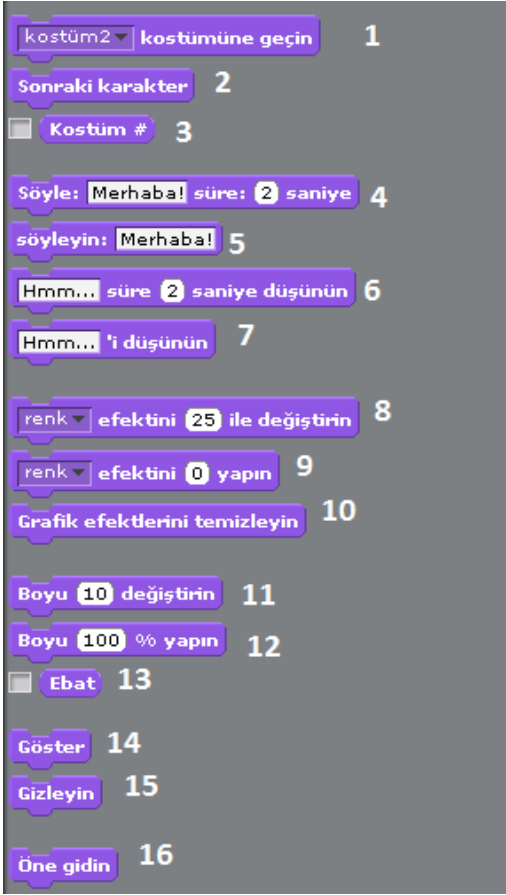 kostüm2 kostümüne geçin 1
Sonraki karakter 2
Kostüm # 3
Söyle: Merhaba! süre: 2 saniye 4
söyleyin: Merhaba! 5
Hmm... süre 2 saniye düşünün 6
Hmm... 'i düşünün 7
renk efektini 25 ile değiştirin 8
renk efektini 0 yapın 9
Grafik efektlerini temizleyin 10
Boyu 10 değiştirin 11
Boyu 100 % yapın 12
Ebat 13
Göster 14
Gizleyin 15
Öne gidin 16